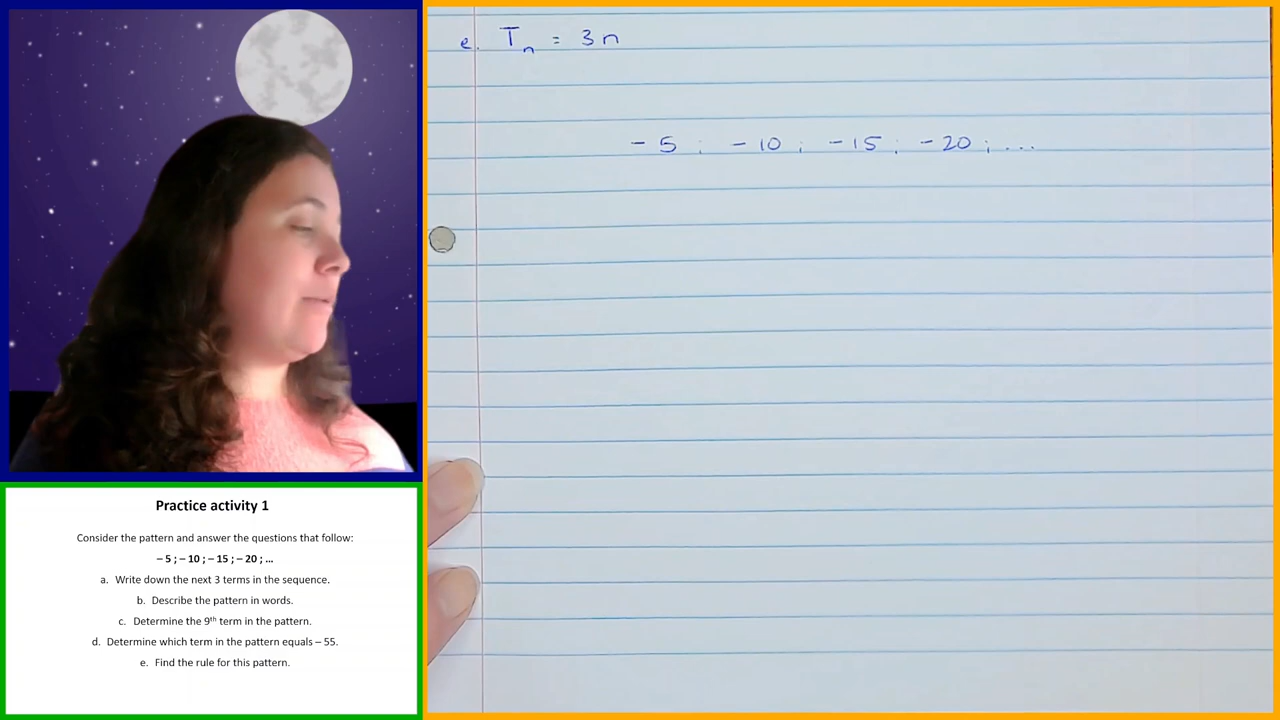 e. Tₙ = 3n
- 5 ; - 10 ; - 15 ; - 20 ; ...
Practice activity 1
Consider the pattern and answer the questions that follow:
– 5 ; – 10 ; – 15 ; – 20 ; ...
a. Write down the next 3 terms in the sequence.
b. Describe the pattern in words.
c. Determine the 9th term in the pattern.
d. Determine which term in the pattern equals – 55.
e. Find the rule for this pattern.